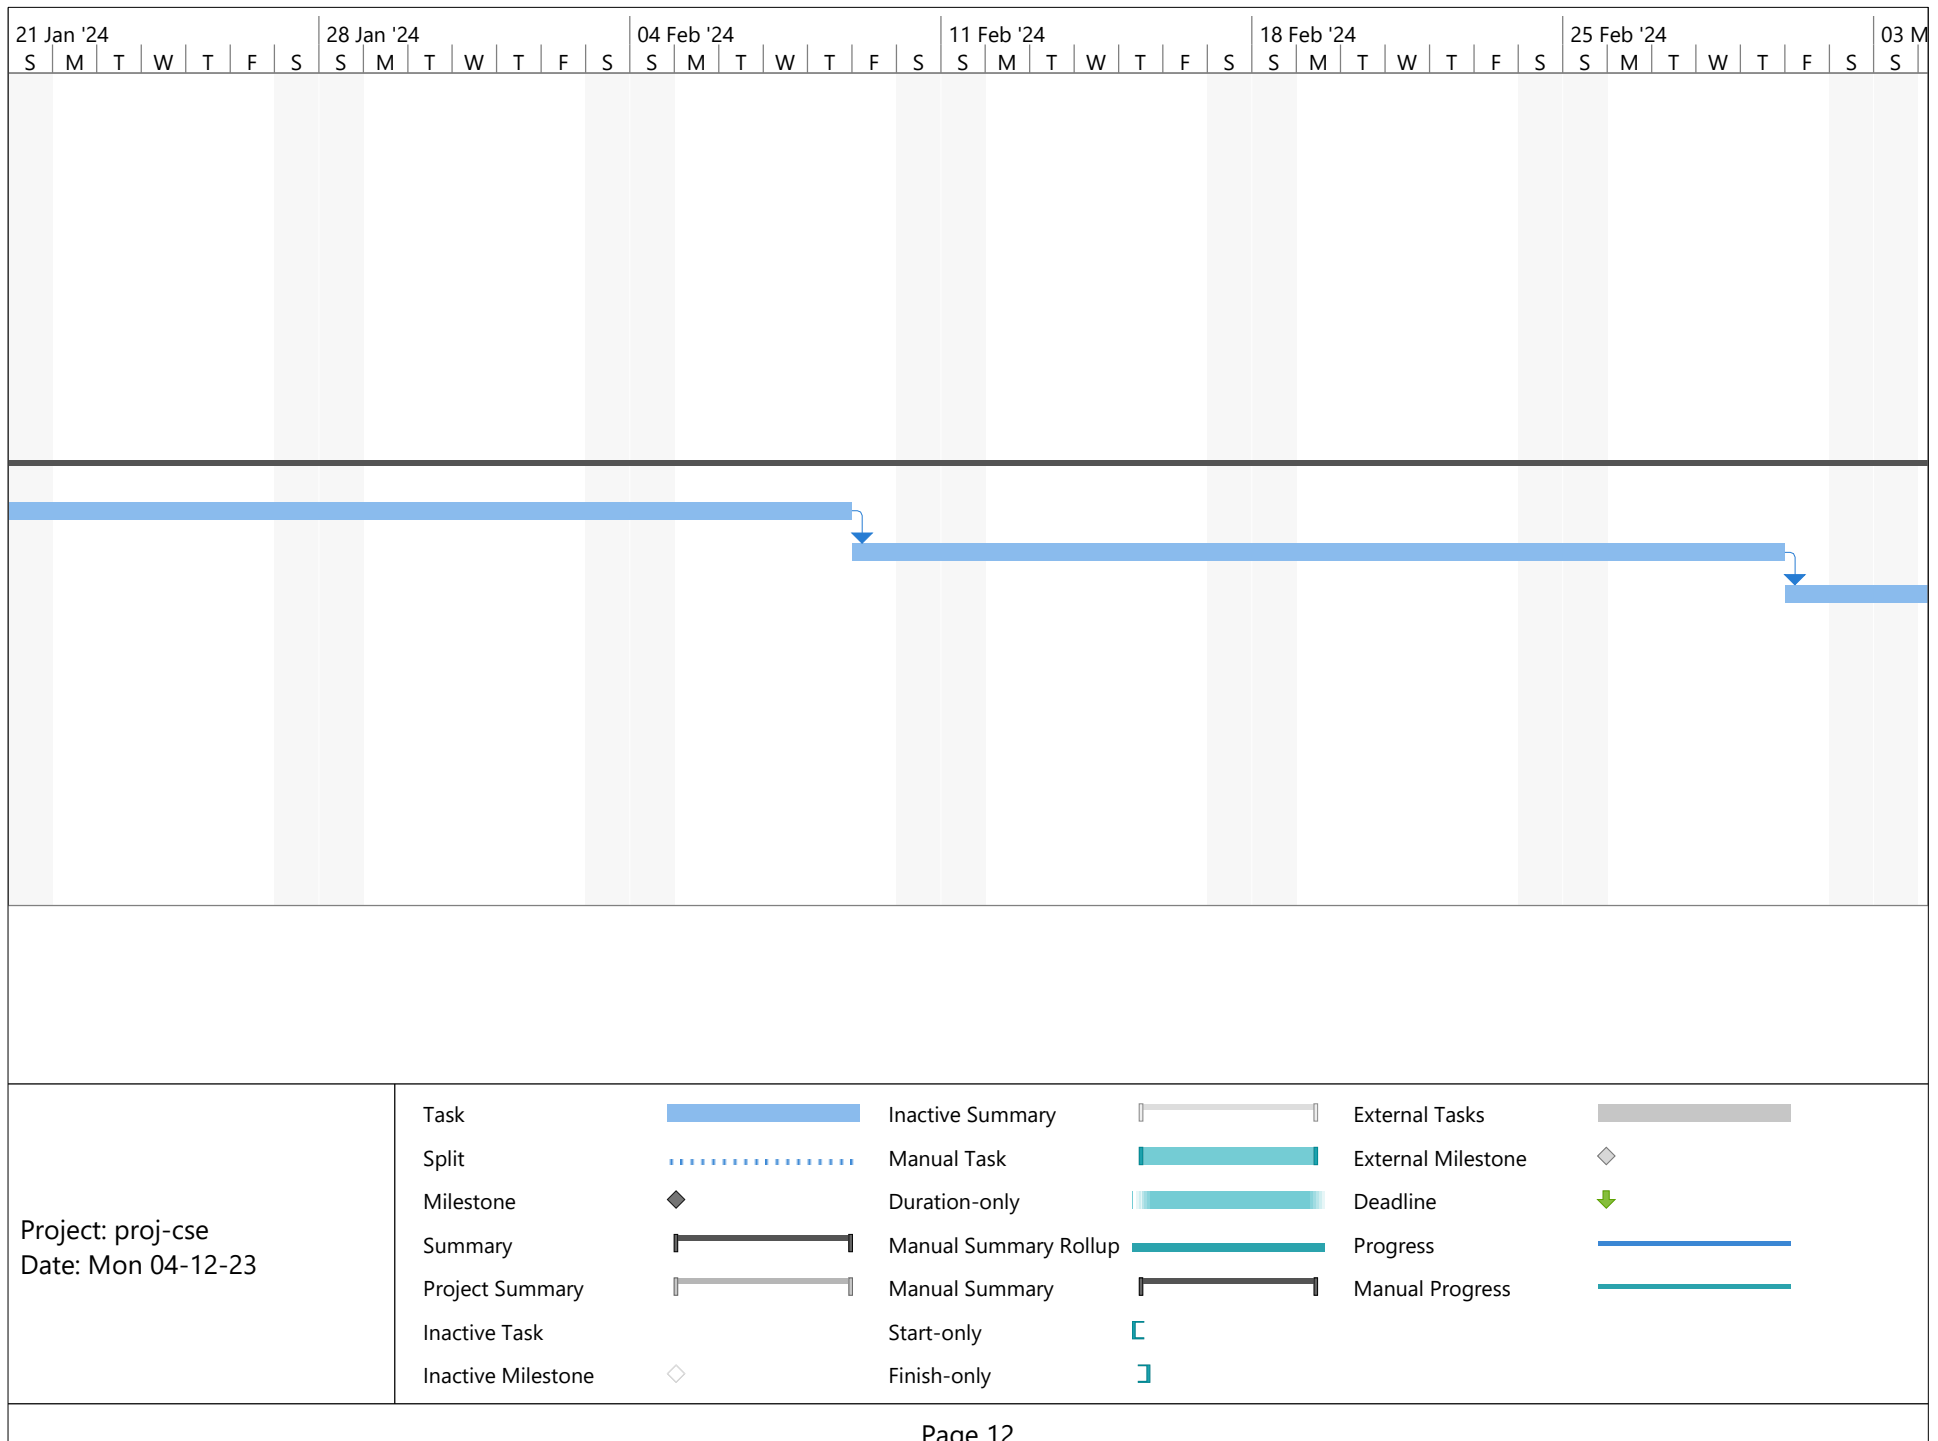 21 Jan '24 28 Jan '24 04 Feb '24 11 Feb '24 18 Feb '24 25 Feb '24 03 M
S M T W T F S S M T W T F S S M T W T F S S M T W T F S S M T W T F S S M T W T F S S
Task Inactive Summary External Tasks
Split Manual Task External Milestone
Milestone Duration-only Deadline
Summary Manual Summary Rollup Progress
Project Summary Manual Summary Manual Progress
Inactive Task Start-only
Inactive Milestone Finish-only
Project: proj-cse
Date: Mon 04-12-23
Page 12